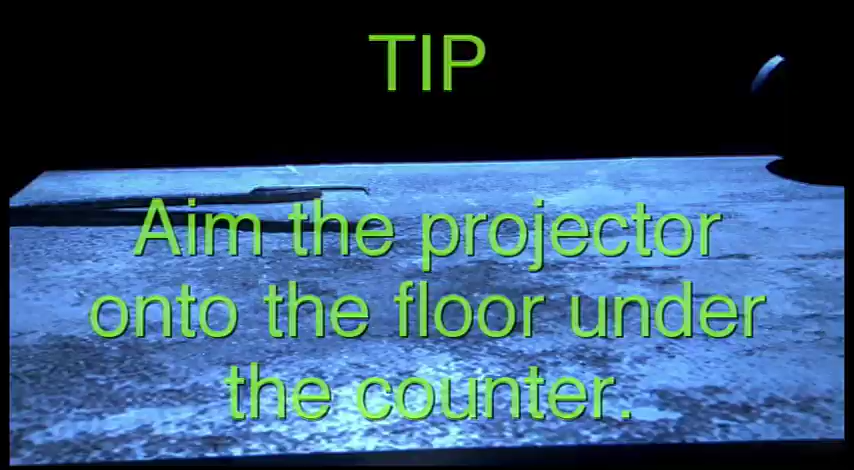 TIP
Aim the projector
onto the floor under
the counter.